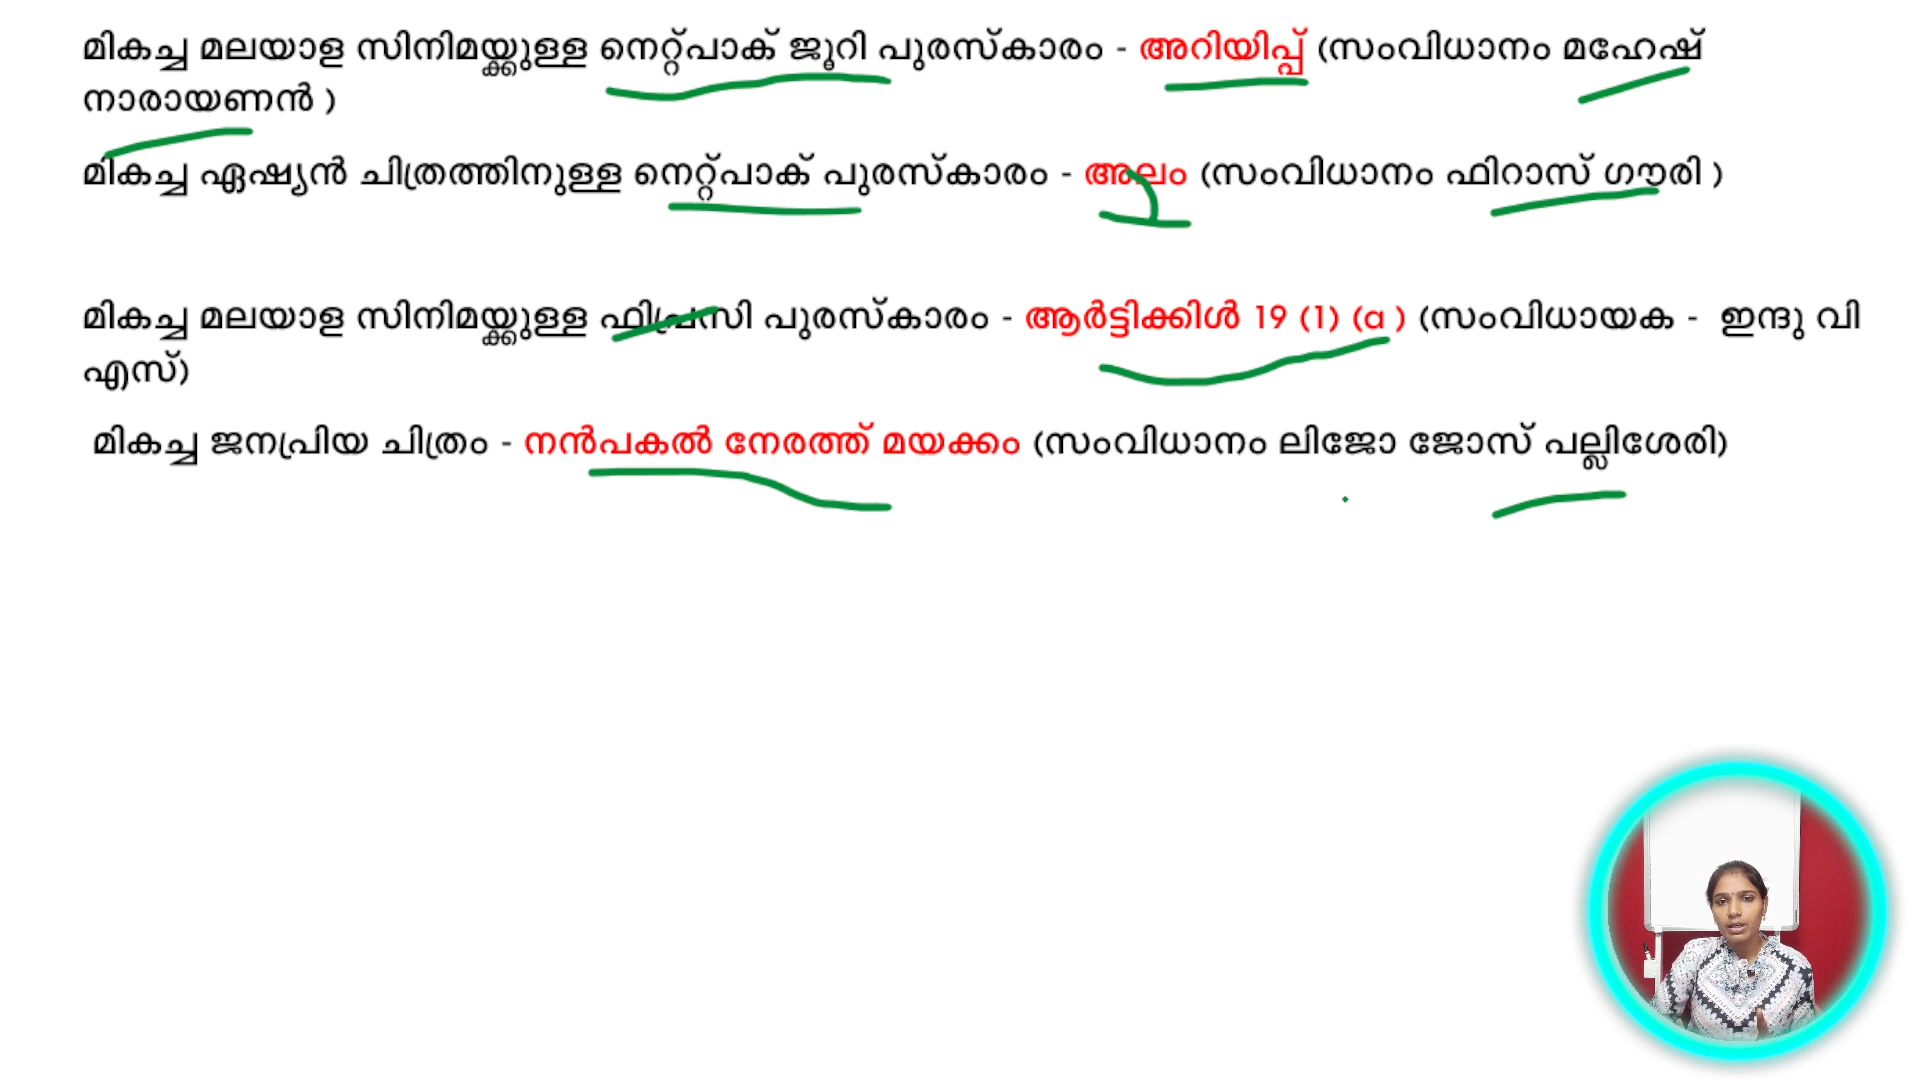 മികച്ച മലയാള സിനിമയ്ക്കുള്ള നെറ്റ്പാക് ജൂറി പുരസ്കാരം - അറിയിപ്പ് (സംവിധാനം മഹേഷ്
നാരായണൻ )
മികച്ച ഏഷ്യൻ ചിത്രത്തിനുള്ള നെറ്റ്പാക് പുരസ്കാരം - അലം (സംവിധാനം ഫിറാസ് ഗൗരി )
മികച്ച മലയാള സിനിമയ്ക്കുള്ള ഫിപ്രസി പുരസ്കാരം - ആർട്ടിക്കിൾ 19 (1) (a ) (സംവിധായക - ഇന്ദു വി
എസ്)
മികച്ച ജനപ്രിയ ചിത്രം - നൻപകൽ നേരത്ത് മയക്കം (സംവിധാനം ലിജോ ജോസ് പല്ലിശേരി)